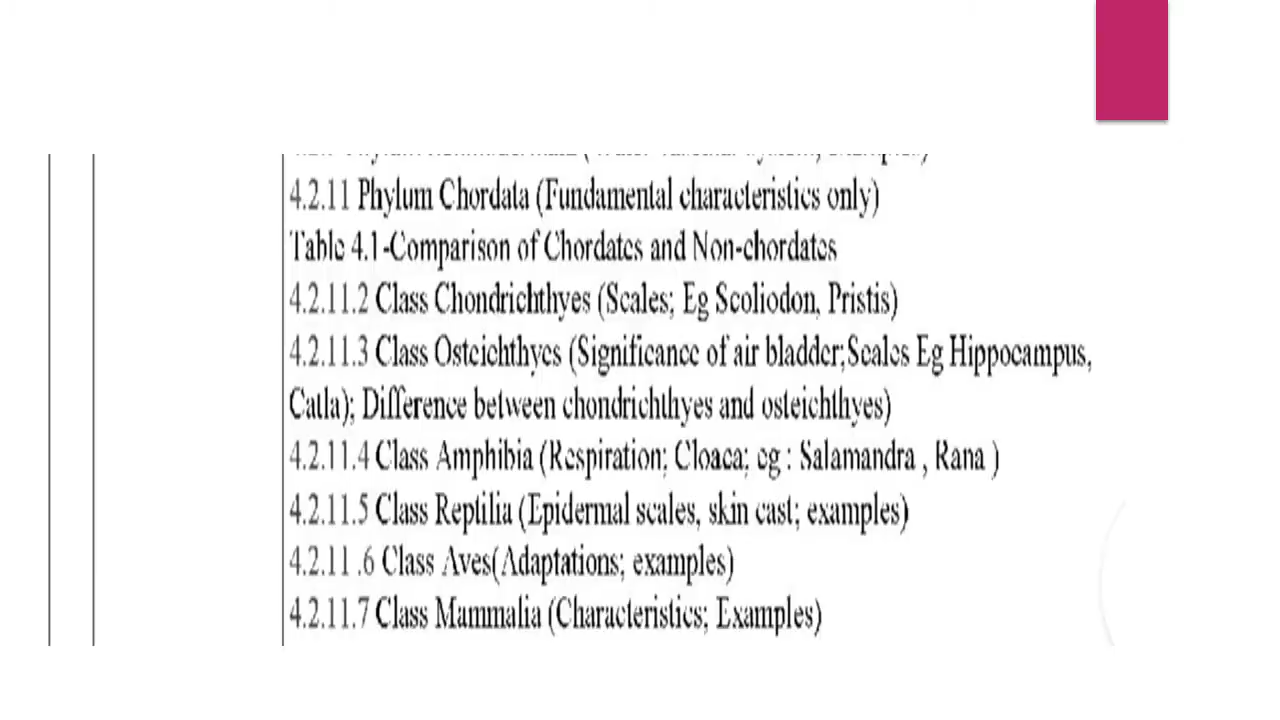 4.2.11 Phylum Chordata (Fundamental characteristics only)
Table 4.1-Comparison of Chordates and Non-chordates
4.2.11.2 Class Chondrichthyes (Scales; Eg Scoliodon, Pristis)
4.2.11.3 Class Osteichthyes (Significance of air bladder;Scales Eg Hippocampus,
Catla); Difference between chondrichthyes and osteichthyes)
4.2.11.4 Class Amphibia (Respiration; Cloaca; eg : Salamandra , Rana )
4.2.11.5 Class Reptilia (Epidermal scales, skin cast; examples)
4.2.11 .6 Class Aves(Adaptations; examples)
4.2.11.7 Class Mammalia (Characteristics; Examples)